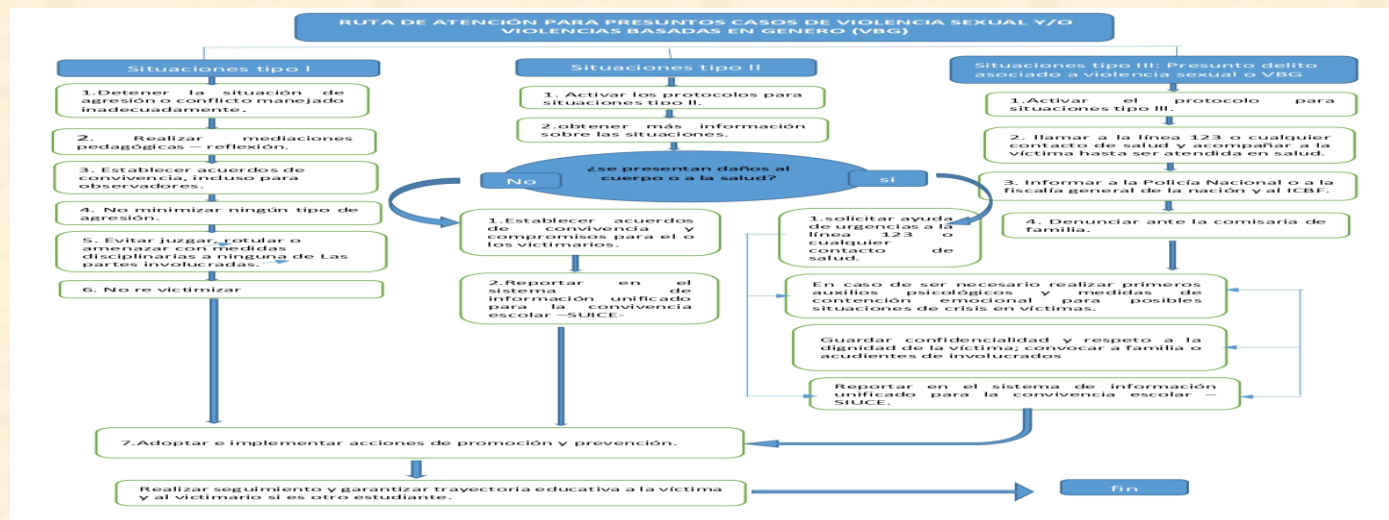 RUTA DE ATENCIÓN PARA PRESUNTOS CASOS DE VIOLENCIA SEXUAL Y/O
VIOLENCIAS BASADAS EN GENERO (VBG)
Situaciones tipo I
1.Detener la situación de
agresión o conflicto manejado
inadecuadamente.
2. Realizar mediaciones
pedagógicas – reflexión.
3. Establecer acuerdos de
convivencia, incluso para
observadores.
4. No minimizar ningún tipo de
agresión.
5. Evitar juzgar, rotular o
amenazar con medidas
disciplinarias a ninguna de Las
partes involucradas.
6. No re victimizar
Situaciones tipo II
1. Activar los protocolos para
situaciones tipo II.
2.obtener más información
sobre las situaciones.
¿se presentan daños al
cuerpo o a la salud?
No
si
1.Establecer acuerdos
de convivencia y
compromisos para el o
los victimarios.
2.Reportar en el
sistema de
información unificado
para la convivencia
escolar –SUICE-
1.solicitar ayuda
de urgencias a la
línea 123 o
cualquier
contacto de
salud.
Situaciones tipo III: Presunto delito
asociado a violencia sexual o VBG
1.Activar el protocolo para
situaciones tipo III.
2. llamar a la línea 123 o cualquier
contacto de salud y acompañar a la
víctima hasta ser atendida en salud.
3. Informar a la Policía Nacional o a la
fiscalía general de la nación y al ICBF.
4. Denunciar ante la comisaria de
familia.
En caso de ser necesario realizar primeros
auxilios psicológicos y medidas de
contención emocional para posibles
situaciones de crisis en víctimas.
Guardar confidencialidad y respeto a la
dignidad de la víctima; convocar a familia o
acudientes de involucrados
Reportar en el sistema de información
unificado para la convivencia escolar –
SIUCE.
7.Adoptar e implementar acciones de promoción y prevención.
Realizar seguimiento y garantizar trayectoria educativa a la víctima
y al victimario si es otro estudiante.
fin